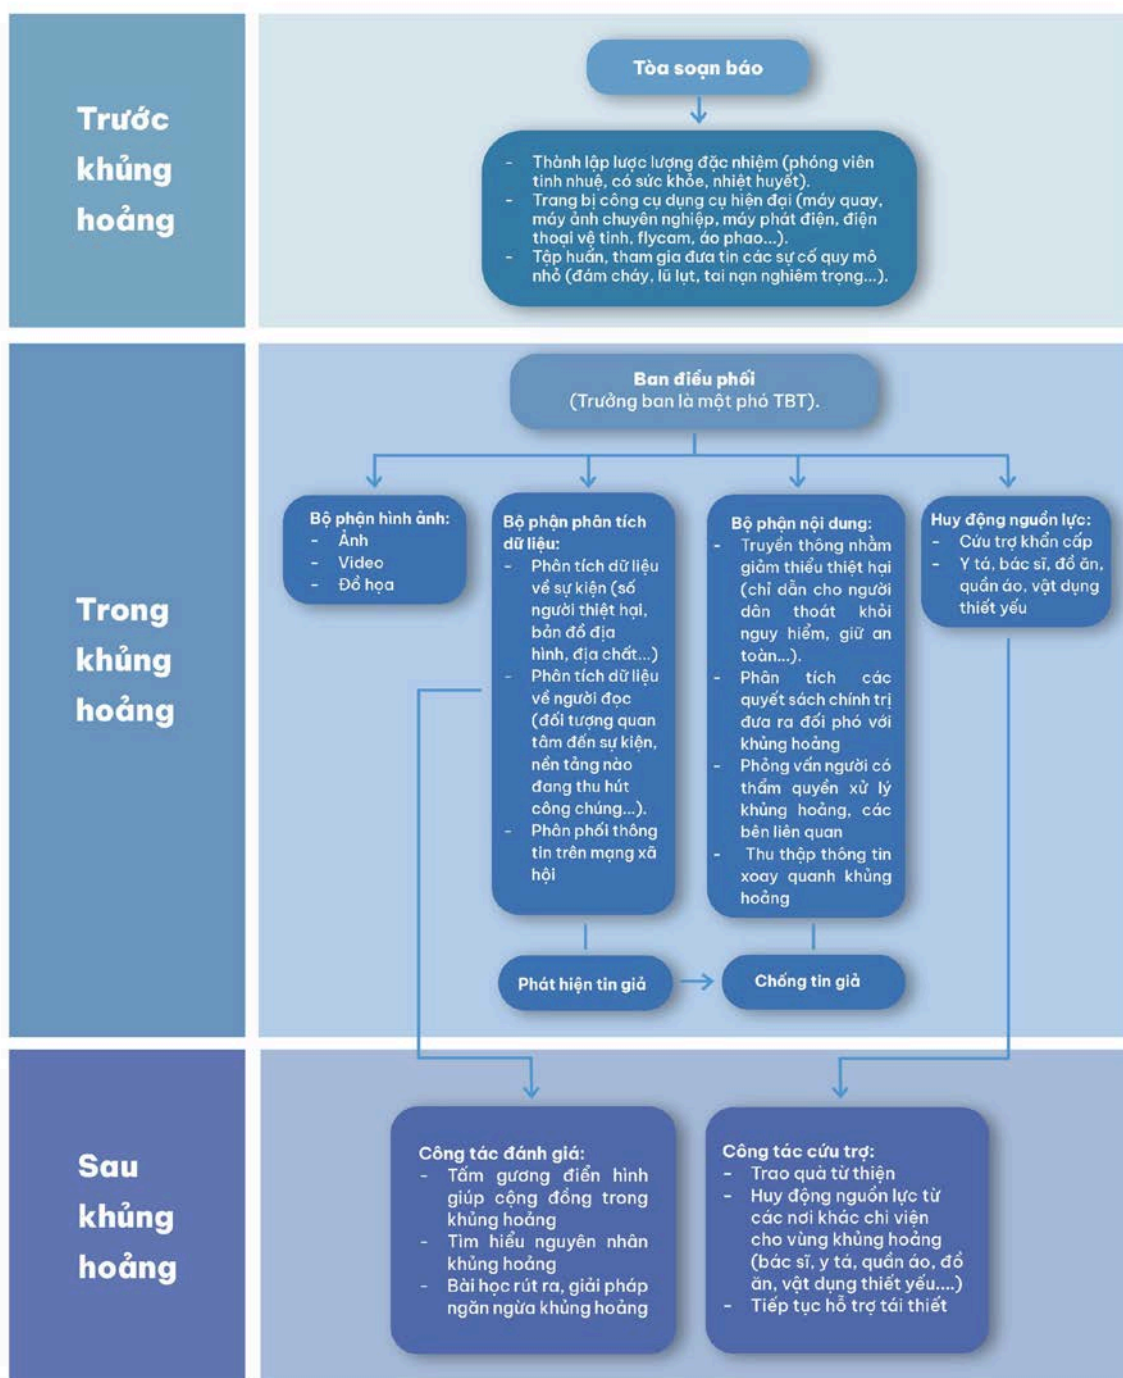 Trước
khủng
hoảng
Tòa soạn báo
- Thành lập lược lượng đặc nhiệm (phóng viên
tinh nhuệ, có sức khỏe, nhiệt huyết).
- Trang bị công cụ dụng cụ hiện đại (máy quay,
máy ảnh chuyên nghiệp, máy phát điện, điện
thoại vệ tinh, flycam, áo phao...).
- Tập huấn, tham gia đưa tin các sự cố quy mô
nhỏ (đám cháy, lũ lụt, tai nạn nghiêm trọng...).
Trong
khủng
hoảng
Ban điều phối
(Trưởng ban là một phó TBT).
Bộ phận hình ảnh:
- Ảnh
- Video
- Đồ họa
Bộ phận phân tích
dữ liệu:
- Phân tích dữ liệu
về sự kiện (số
người thiệt hại,
bản đồ địa
hình, địa chất...)
- Phân tích dữ liệu
về người đọc
(đối tượng quan
tâm đến sự kiện,
nền tảng nào
đang thu hút
công chúng...).
- Phân phối thông
tin trên mạng xã
hội
Bộ phận nội dung:
- Truyền thông nhằm
giảm thiểu thiệt hại
(chỉ dẫn cho người
dân thoát khỏi
nguy hiểm, giữ an
toàn...).
- Phân tích các
quyết sách chính trị
đưa ra đối phó với
khủng hoảng
- Phỏng vấn người có
thẩm quyền xử lý
khủng hoảng, các
bên liên quan
- Thu thập thông tin
xoay quanh khủng
hoảng
Huy động nguồn lực:
- Cứu trợ khẩn cấp
- Y tá, bác sĩ, đồ ăn,
quần áo, vật dụng
thiết yếu
Phát hiện tin giả
Chống tin giả
Sau
khủng
hoảng
Công tác đánh giá:
- Tấm gương điển hình
giúp cộng đồng trong
khủng hoảng
- Tìm hiểu nguyên nhân
khủng hoảng
- Bài học rút ra, giải pháp
ngăn ngừa khủng hoảng
Công tác cứu trợ:
- Trao quà từ thiện
- Huy động nguồn lực từ
các nơi khác chi viện
cho vùng khủng hoảng
(bác sĩ, y tá, quần áo, đồ
ăn, vật dụng thiết yếu....)
- Tiếp tục hỗ trợ tái thiết